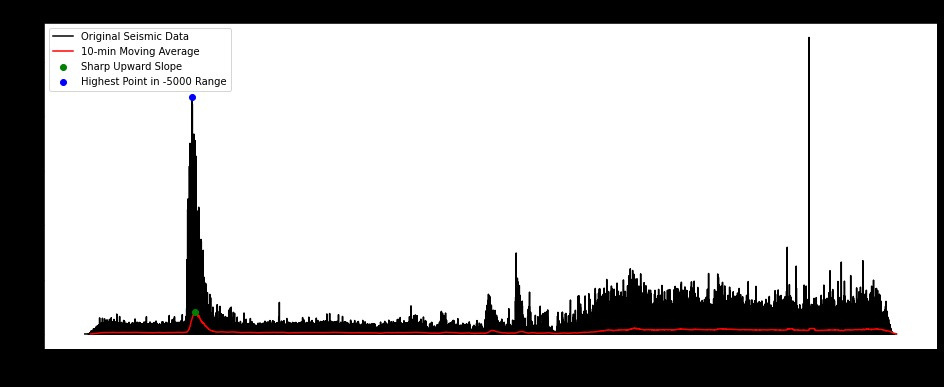 Original Seismic Data
10-min Moving Average
Sharp Upward Slope
Highest Point in -5000 Range